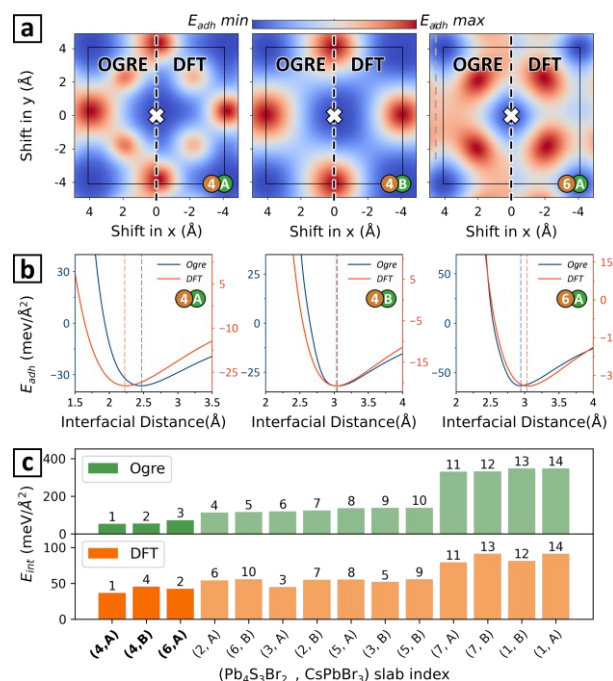 a
E_adh min
E_adh max
OGRE DFT
OGRE DFT
OGRE DFT
4 A
4 B
6 A
Shift in y (Å)
4
2
0
-2
-4
4 2 0 -2 -4
4 2 0 -2 -4
4 2 0 -2 -4
Shift in x (Å)
Shift in x (Å)
Shift in x (Å)
b
E_adh (meV/Å²)
Ogre
DFT
4 A
30
0
-30
5
-10
-25
1.5 2.0 2.5 3.0 3.5
Interfacial Distance(Å)
Ogre
DFT
4 B
25
0
-25
2 2.5 3 3.5 4
Interfacial Distance(Å)
Ogre
DFT
6 A
50
0
-50
15
0
2 2.5 3 3.5 4
Interfacial Distance(Å)
c
E_int (meV/Å²)
400
200
0
Ogre
1 2 3 4 5 6 7 8 9 10 11 12 13 14
100
50
0
DFT
1 4 2 6 10 3 7 8 5 9 11 13 12 14
(4,A) (4,B) (6,A) (2, A) (6, B) (3, A) (2, B) (5, A) (3, B) (5, B) (7, A) (7, B) (1, B) (1, A)
(Pb₄S₃Br₂ , CsPbBr₃) slab index